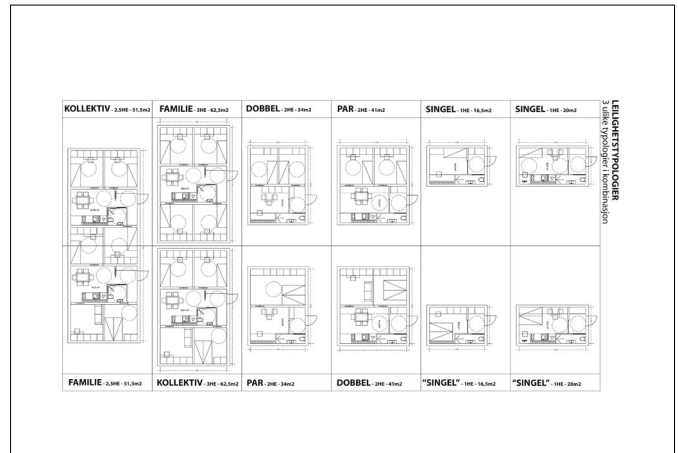 KOLLEKTIV - 2,5HE - 51,5m2
FAMILIE - 3HE - 62,5m2
DOBBEL - 2HE - 34m2
PAR - 2HE - 41m2
SINGEL - 1HE - 16,5m2
SINGEL - 1HE - 20m2
LEILIGHETSTYPOLOGIER
3 ulike typologier i kombinasjon
FAMILIE - 2,5HE - 51,5m2
KOLLEKTIV - 3HE - 62,5m2
PAR - 2HE - 34m2
DOBBEL - 2HE - 41m2
"SINGEL" - 1HE - 16,5m2
"SINGEL" - 1HE - 20m2